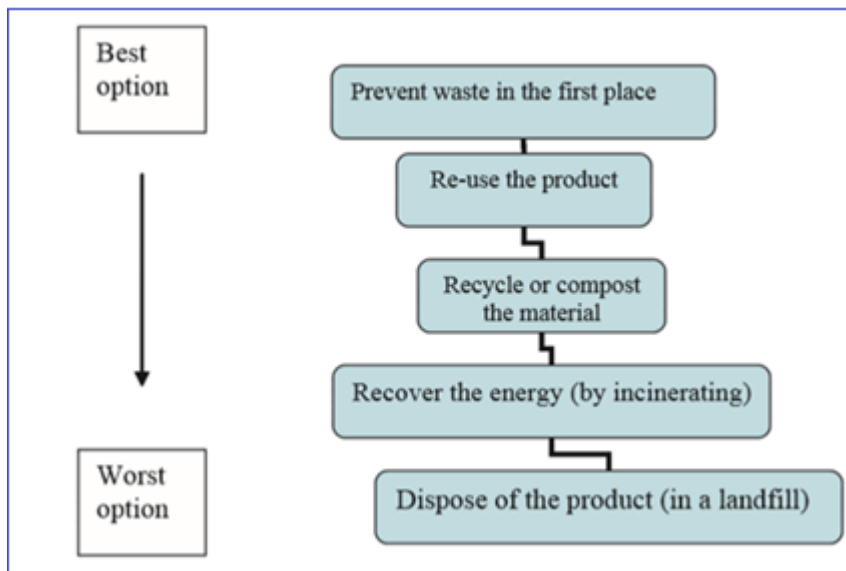 Best
option
Prevent waste in the first place
Re-use the product
Recycle or compost
the material
Recover the energy (by incinerating)
Worst
option
Dispose of the product (in a landfill)